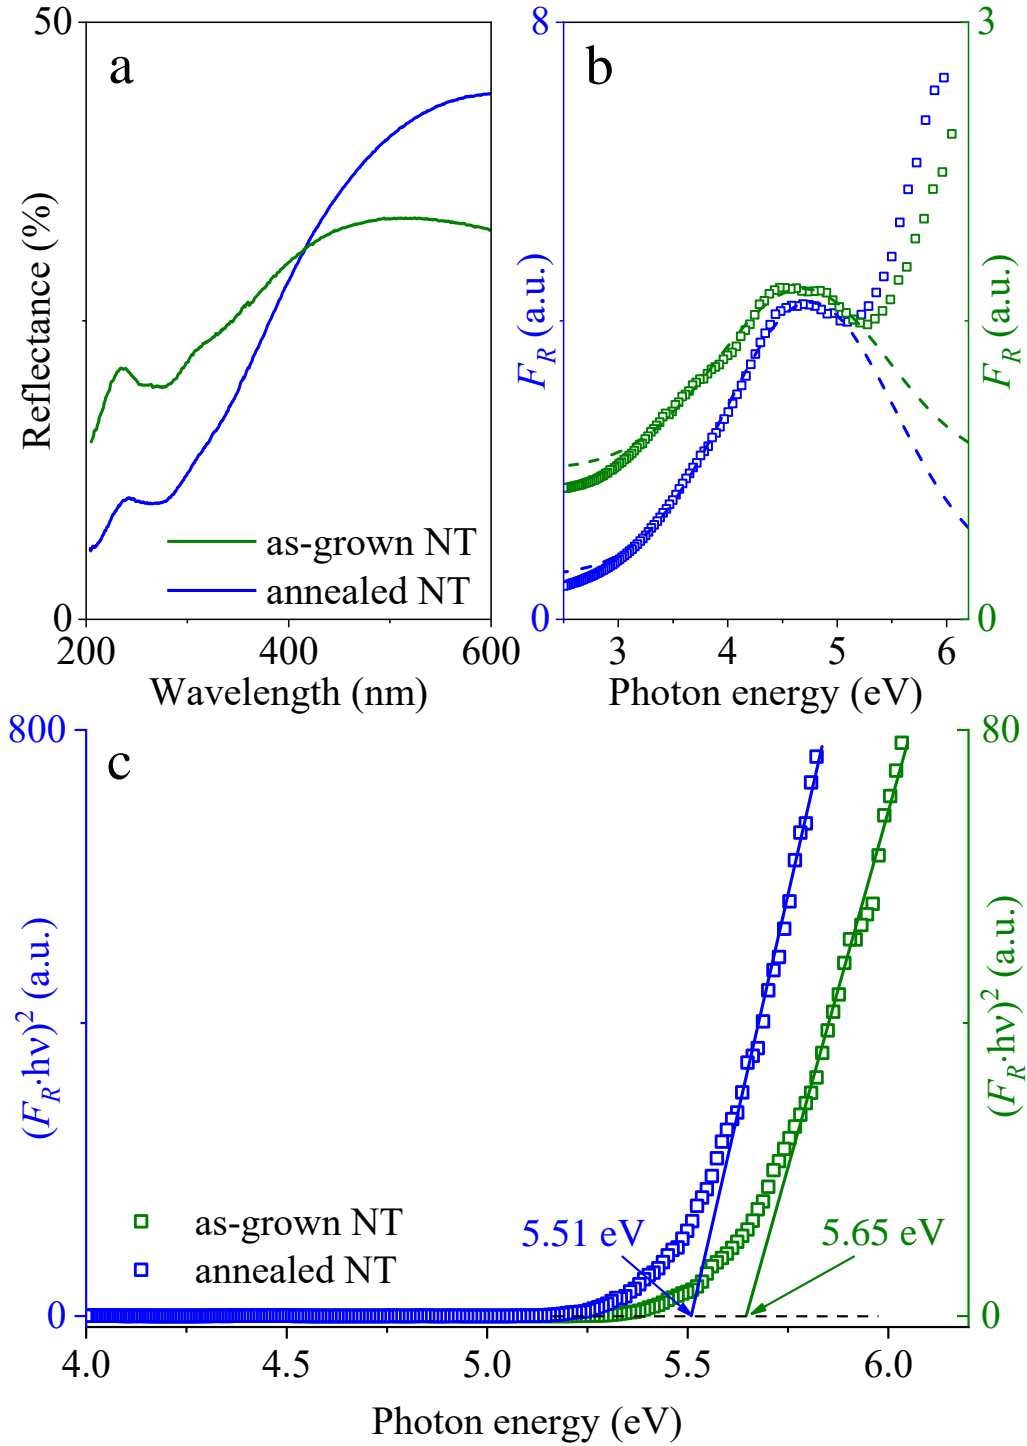 50
a
Reflectance (%)
as-grown NT
annealed NT
0
200
400
600
Wavelength (nm)
8
3
b
F_R (a.u.)
F_R (a.u.)
0
0
3
4
5
6
Photon energy (eV)
800
80
c
(F_R·hν)² (a.u.)
(F_R·hν)² (a.u.)
as-grown NT
annealed NT
5.51 eV
5.65 eV
0
0
4.0
4.5
5.0
5.5
6.0
Photon energy (eV)